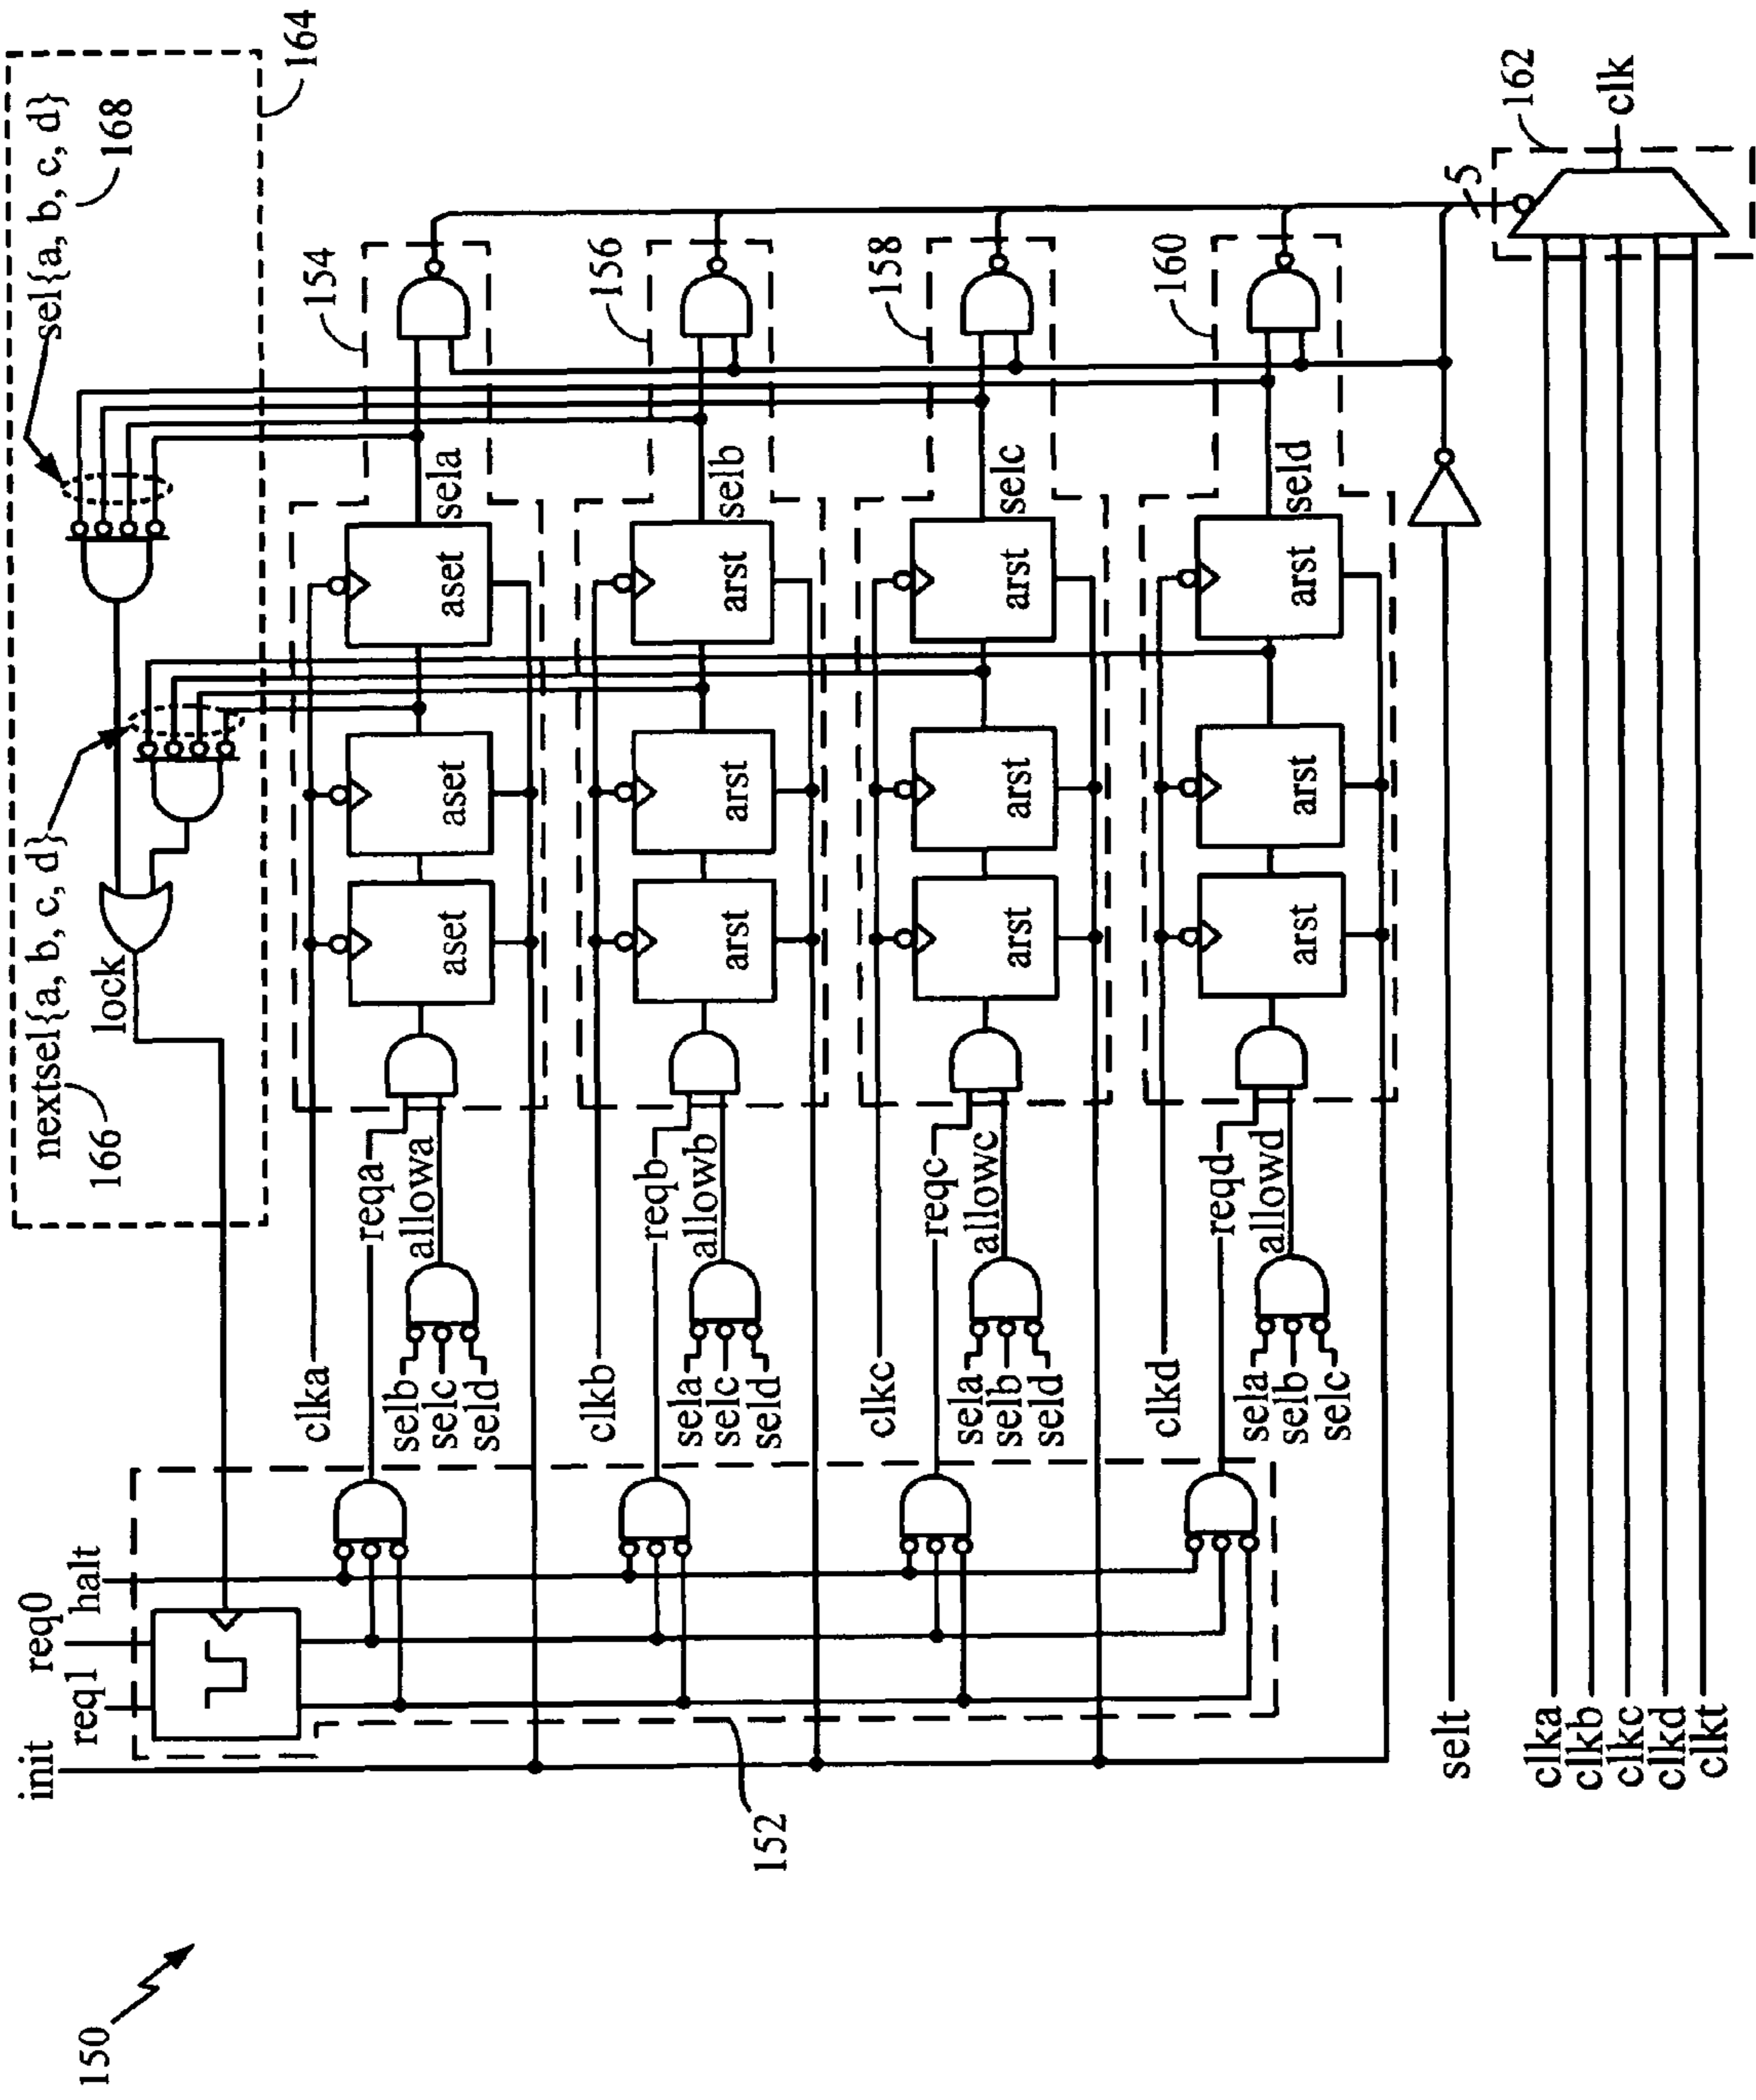 150
init
req1
req0
halt
152
lock
nextsel{a, b, c, d}
166
sel{a, b, c, d}
168
164
clka
reqa
allowa
selb
selc
seld
aset
aset
aset
sela
154
clkb
reqb
allowb
sela
selc
seld
arst
arst
arst
selb
156
clkc
reqc
allowc
sela
selb
seld
arst
arst
arst
selc
158
clkd
reqd
allowd
sela
selb
selc
arst
arst
arst
seld
160
selt
5
162
clk
clka
clkb
clkc
clkd
clkt